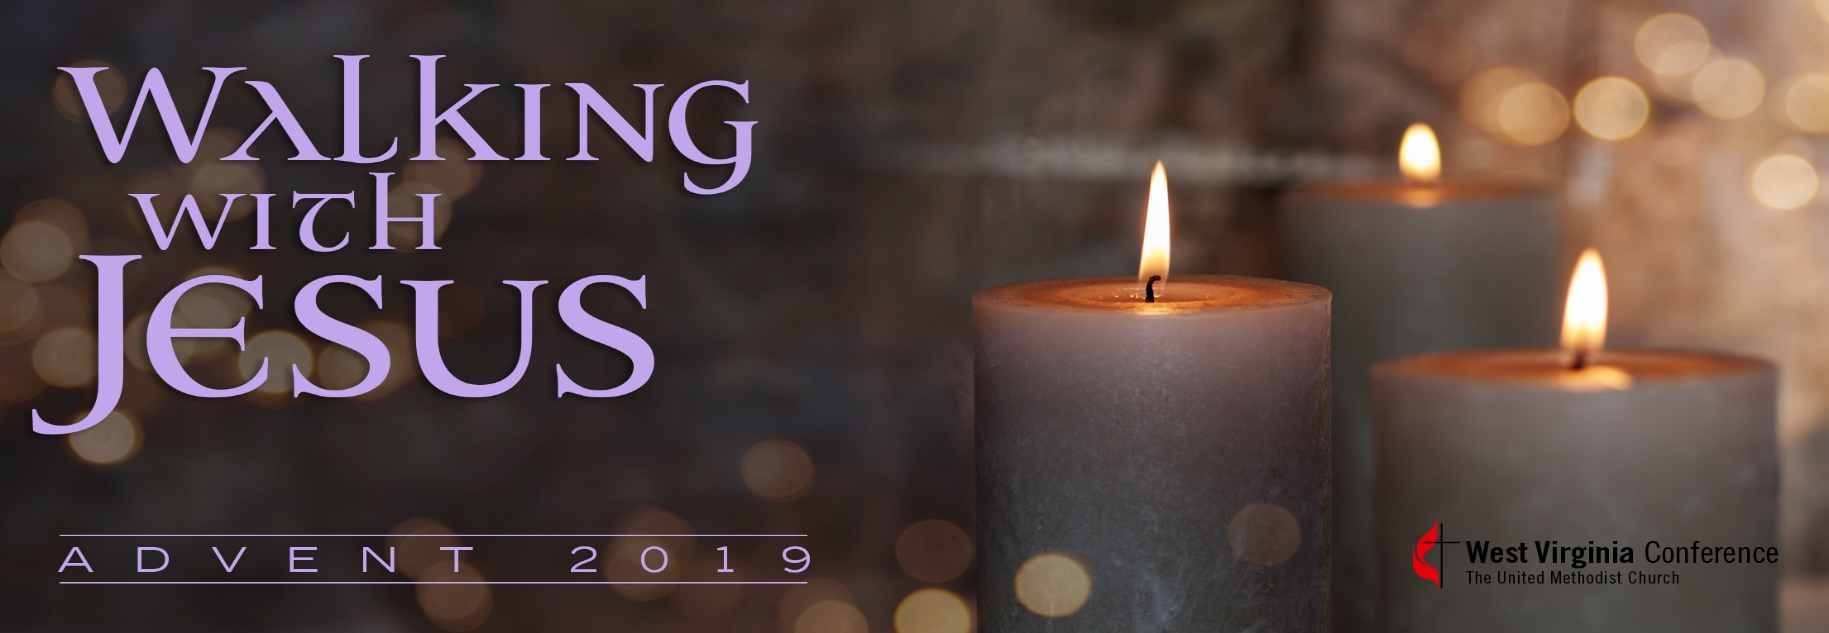 Walking
with
Jesus
ADVENT 2019
West Virginia Conference
The United Methodist Church